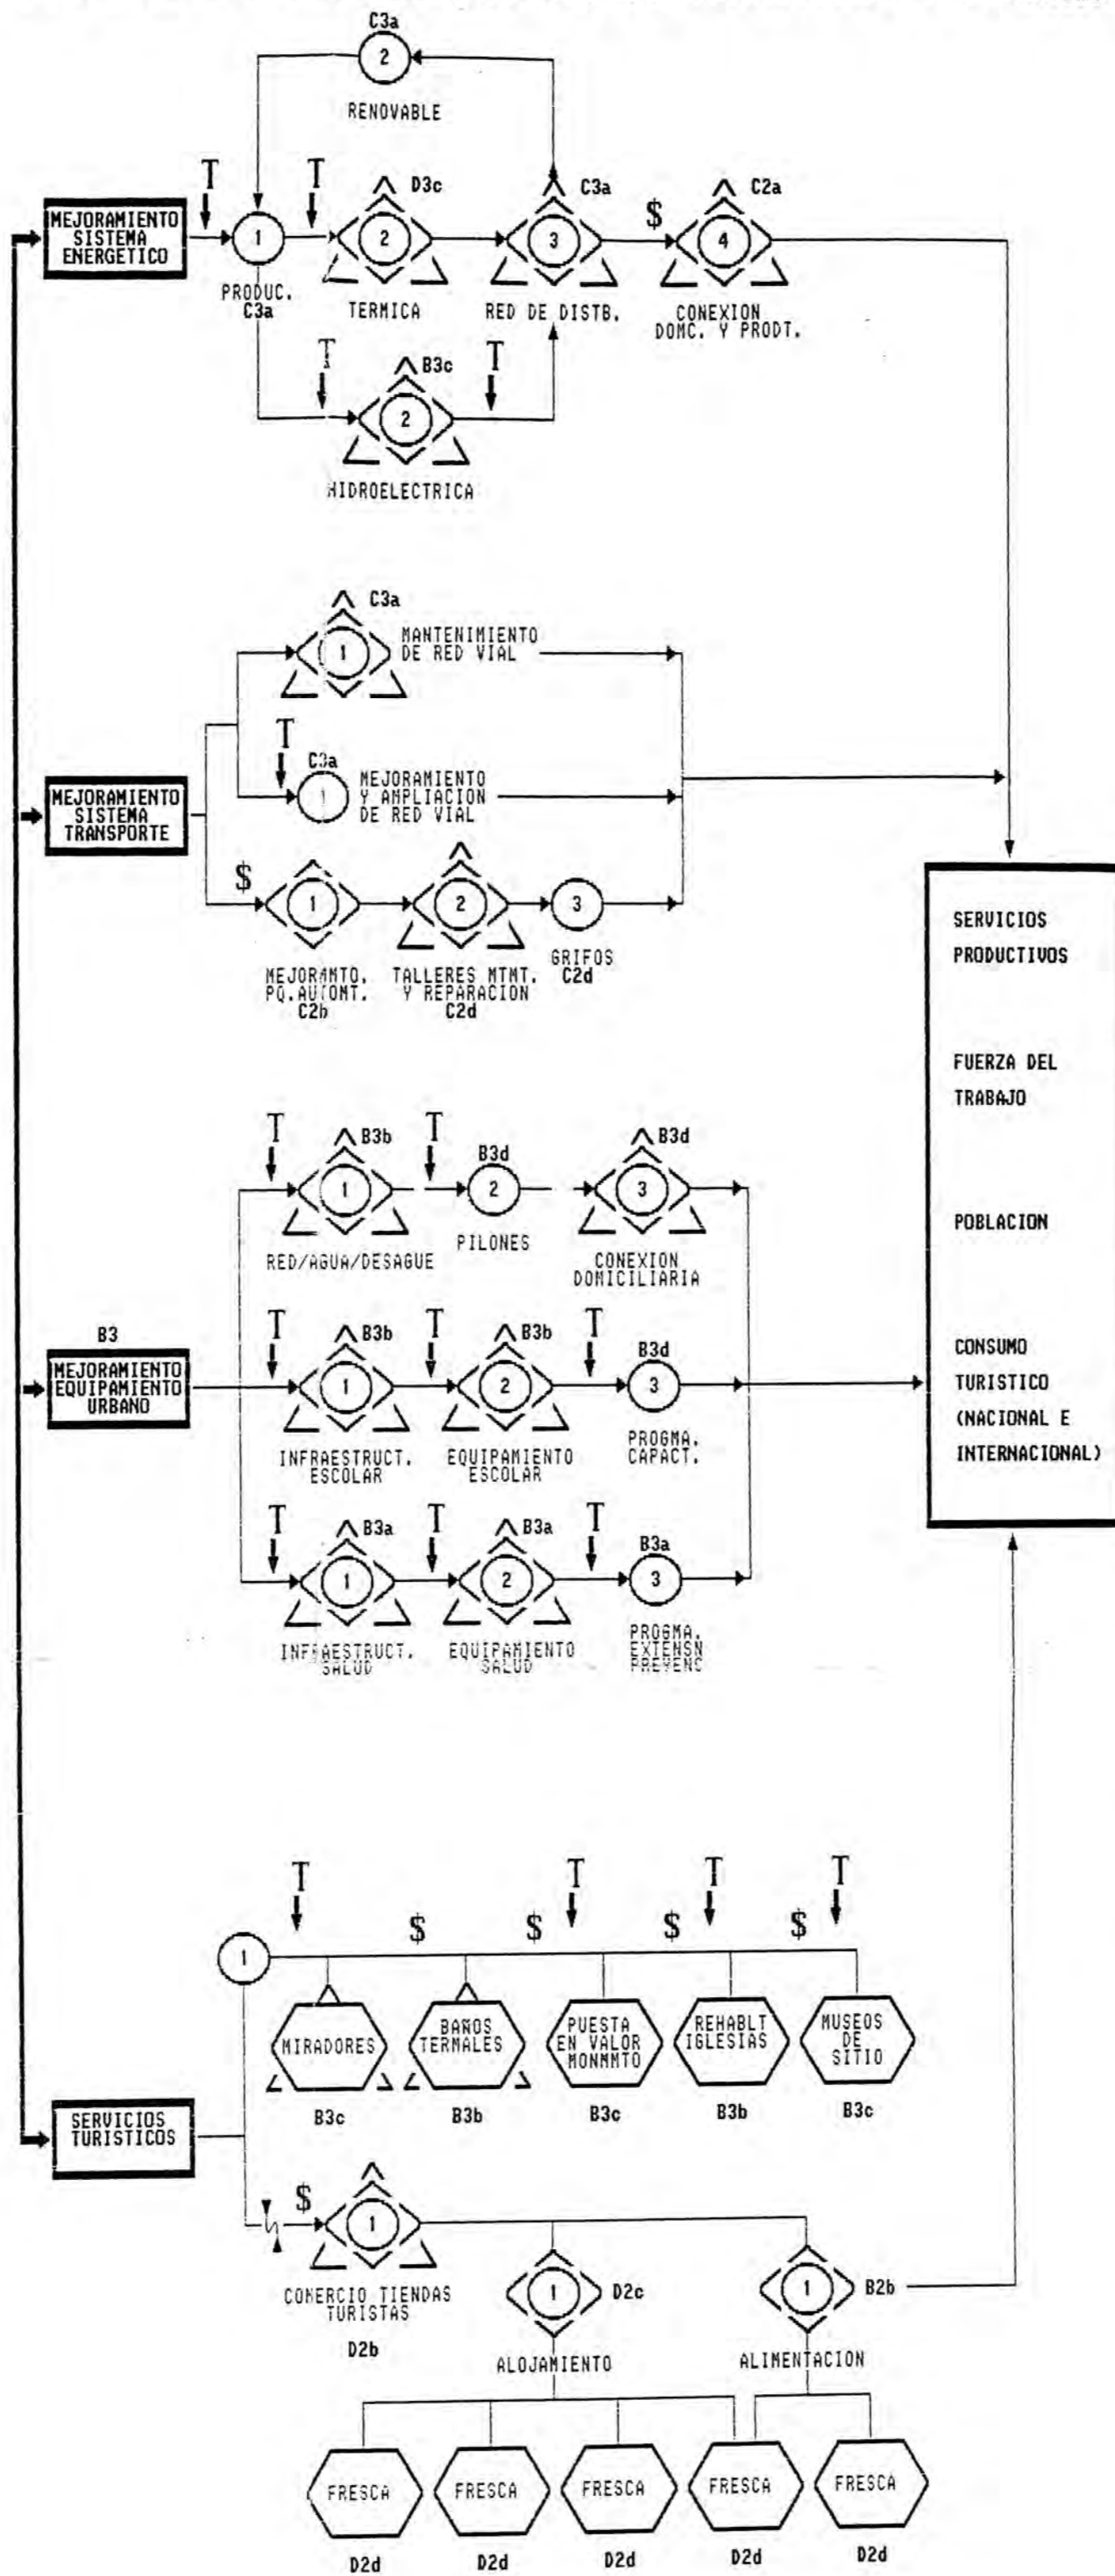 C3a
2
RENOVABLE
T
T
D3c
C3a
C2a
$
MEJORAMIENTO
SISTEMA
ENERGETICO
1
2
3
4
PRODUC.
C3a
TERMICA
RED DE DISTB.
CONEXION
DOMC. Y PRODT.
T
T
B3c
2
HIDROELECTRICA
C3a
1
MANTENIMIENTO
DE RED VIAL
T
C3a
1
MEJORAMIENTO
Y AMPLIACION
DE RED VIAL
MEJORAMIENTO
SISTEMA
TRANSPORTE
$
1
2
3
MEJORAMTO.
PQ.AUTOMT.
C2b
TALLERES MTMT.
Y REPARACION
C2d
GRIFOS
C2d
SERVICIOS
PRODUCTIVOS
FUERZA DEL
TRABAJO
POBLACION
CONSUMO
TURISTICO
(NACIONAL E
INTERNACIONAL)
T
B3b
T
B3d
B3d
1
2
3
RED/AGUA/DESAGUE
PILONES
CONEXION
DOMICILIARIA
B3
MEJORAMIENTO
EQUIPAMIENTO
URBANO
T
B3b
T
B3b
T
B3d
1
2
3
INFRAESTRUCT.
ESCOLAR
EQUIPAMIENTO
ESCOLAR
PROGMA.
CAPACT.
T
B3a
T
B3a
T
B3a
1
2
3
INFRAESTRUCT.
SALUD
EQUIPAMIENTO
SALUD
PROGMA.
EXTENSN
PREVENC
T
$
$
T
$
T
$
T
1
MIRADORES
BAÑOS
TERMALES
PUESTA
EN VALOR
MONMMTO
REHABLT
IGLESIAS
MUSEOS
DE
SITIO
B3c
B3b
B3c
B3b
B3c
SERVICIOS
TURISTICOS
$
1
COMERCIO TIENDAS
TURISTAS
D2b
1
D2c
ALOJAMIENTO
1
B2b
ALIMENTACION
FRESCA
FRESCA
FRESCA
FRESCA
FRESCA
D2d
D2d
D2d
D2d
D2d